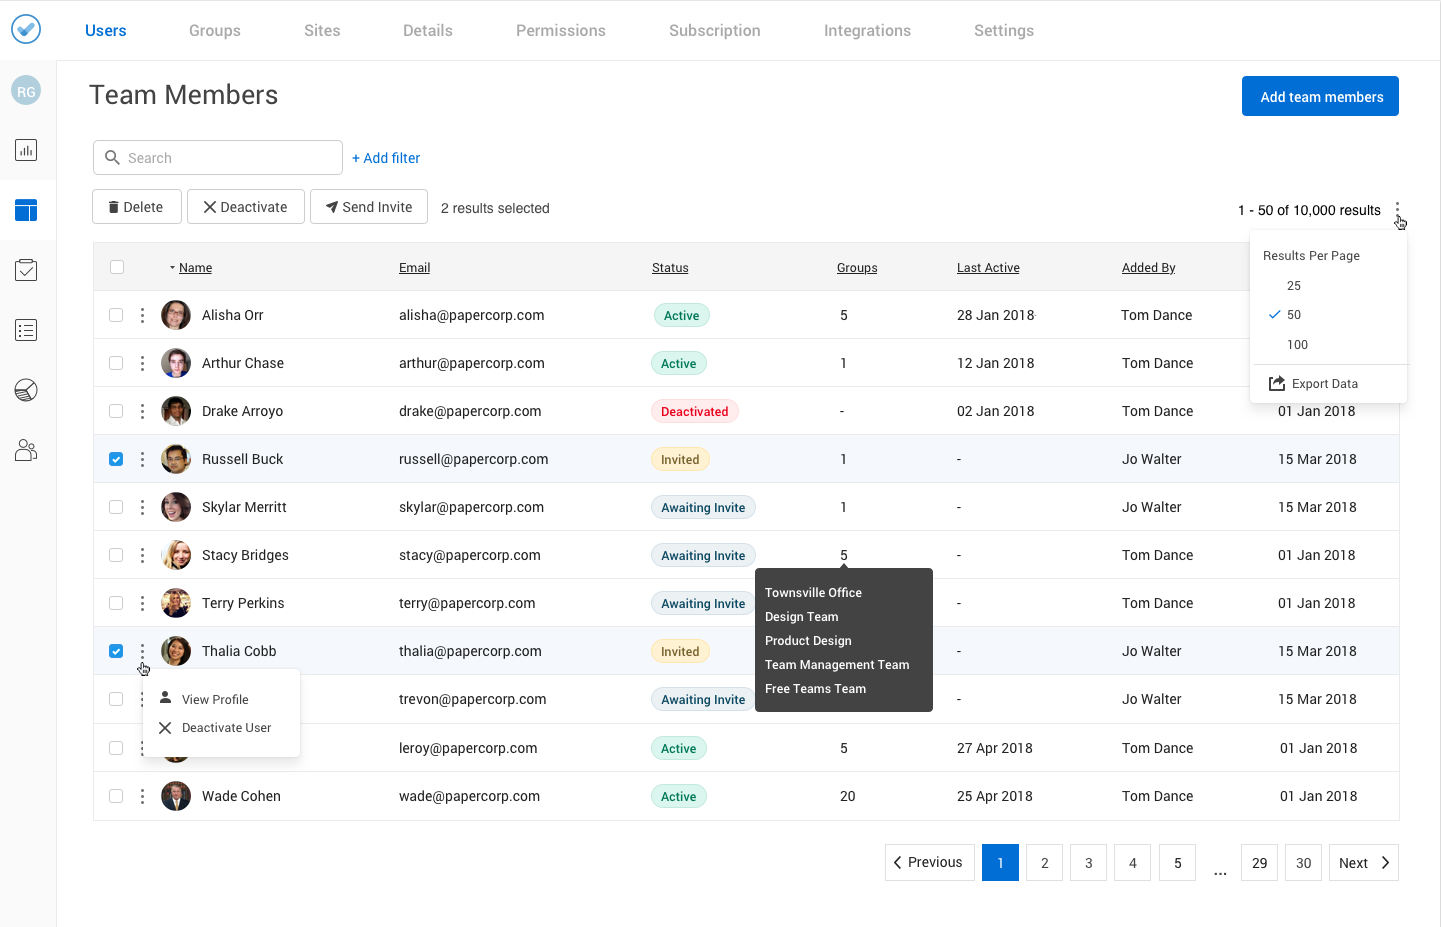 Users Groups Sites Details Permissions Subscription Integrations Settings
RG
Team Members
Add team members
Search
+ Add filter
Delete Deactivate Send Invite 2 results selected
1 - 50 of 10,000 results
Results Per Page
25
50
100
Export Data
Name Email Status Groups Last Active Added By
Alisha Orr alisha@papercorp.com Active 5 28 Jan 2018 Tom Dance
Arthur Chase arthur@papercorp.com Active 1 12 Jan 2018 Tom Dance
Drake Arroyo drake@papercorp.com Deactivated - 02 Jan 2018 Tom Dance 01 Jan 2018
Russell Buck russell@papercorp.com Invited 1 - Jo Walter 15 Mar 2018
Skylar Merritt skylar@papercorp.com Awaiting Invite 1 - Jo Walter 15 Mar 2018
Stacy Bridges stacy@papercorp.com Awaiting Invite 5 - Tom Dance 01 Jan 2018
Townsville Office
Design Team
Product Design
Team Management Team
Free Teams Team
Terry Perkins terry@papercorp.com Awaiting Invite - Tom Dance 01 Jan 2018
Thalia Cobb thalia@papercorp.com Invited - Jo Walter 15 Mar 2018
View Profile
Deactivate User
trevon@papercorp.com Awaiting Invite - Jo Walter 15 Mar 2018
leroy@papercorp.com Active 5 27 Apr 2018 Tom Dance 01 Jan 2018
Wade Cohen wade@papercorp.com Active 20 25 Apr 2018 Tom Dance 01 Jan 2018
Previous 1 2 3 4 5 ... 29 30 Next